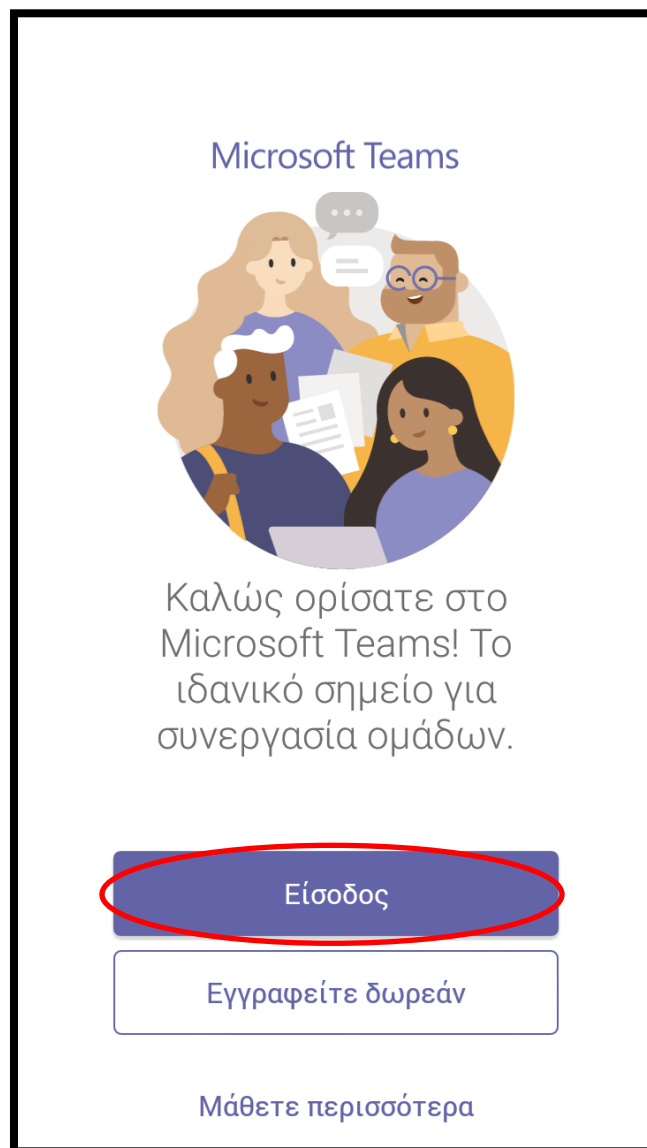 Microsoft Teams
Καλώς ορίσατε στο
Microsoft Teams! Το
ιδανικό σημείο για
συνεργασία ομάδων.
Είσοδος
Εγγραφείτε δωρεάν
Μάθετε περισσότερα